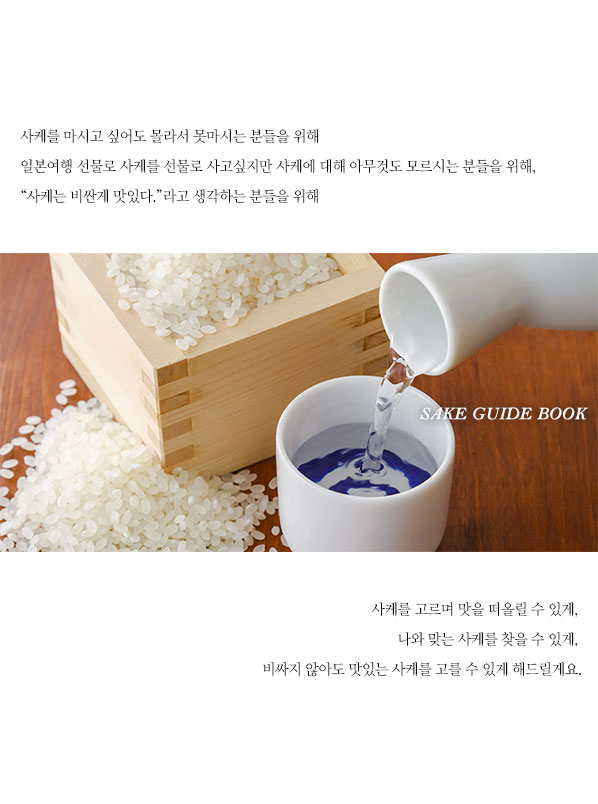 사케를 마시고 싶어도 몰라서 못마시는 분들을 위해
일본여행 선물로 사케를 선물로 사고싶지만 사케에 대해 아무것도 모르시는 분들을 위해,
“사케는 비싼게 맛있다.”라고 생각하는 분들을 위해
SAKE GUIDE BOOK
사케를 고르며 맛을 떠올릴 수 있게,
나와 맞는 사케를 찾을 수 있게,
비싸지 않아도 맛있는 사케를 고를 수 있게 해드릴게요.